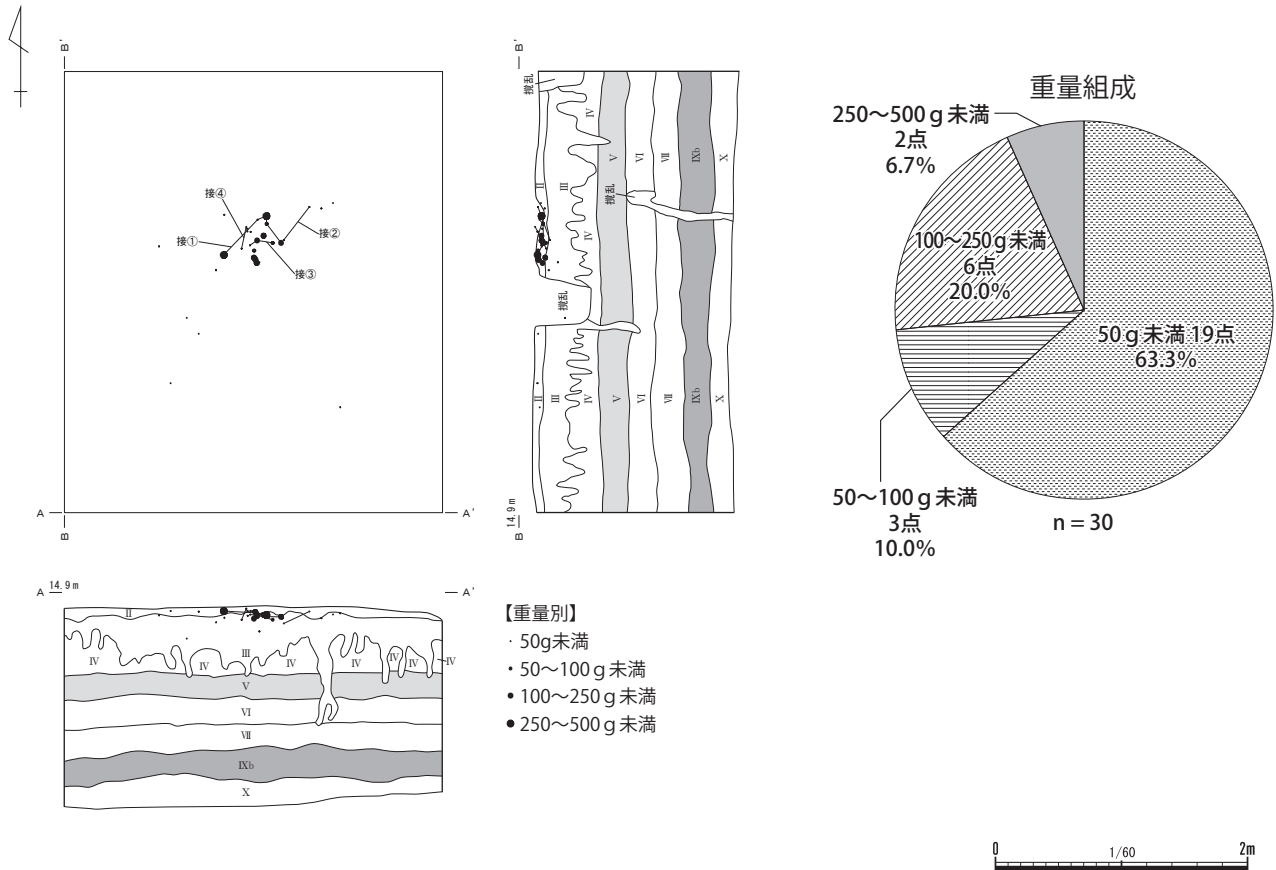 B'
接④
接①
接②
接③
A
A'
B
B'
撹乱
Ⅳ
Ⅴ
Ⅵ
Ⅶ
Ⅸb
Ⅹ
撹乱
Ⅱ
Ⅲ
Ⅳ
撹乱
Ⅱ
Ⅲ
Ⅳ
Ⅴ
Ⅵ
Ⅶ
Ⅸb
Ⅹ
14.9m
B
重量組成
250〜500ｇ未満
2点
6.7%
100〜250ｇ未満
6点
20.0%
50ｇ未満 19点
63.3%
50〜100ｇ未満
3点
10.0%
n = 30
A 14.9m
A'
Ⅱ
Ⅲ
Ⅳ Ⅳ Ⅳ Ⅳ Ⅳ Ⅳ Ⅳ
Ⅴ
Ⅵ
Ⅶ
Ⅸb
Ⅹ
【重量別】
・50g未満
・50〜100ｇ未満
•100〜250ｇ未満
●250〜500ｇ未満
0 1/60 2m